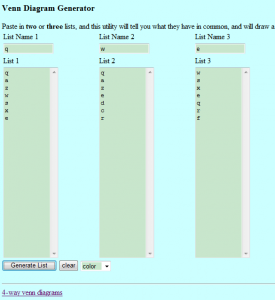 Venn Diagram Generator
Paste in two or three lists, and this utility will tell you what they have in common, and will draw a
List Name 1 List Name 2 List Name 3
q w e
List 1 List 2 List 3
q q w
a a s
z z x
w e e
s d q
x c r
e r f
Generate List clear color
4-way venn diagrams